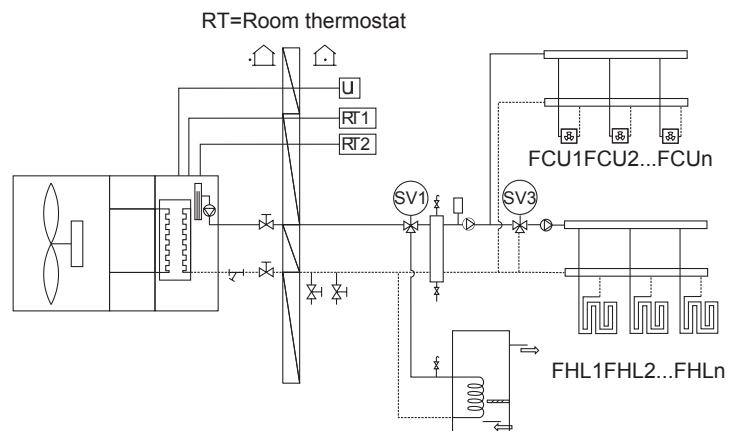 RT=Room thermostat
U
RT1
RT2
FCU1FCU2...FCUn
SV1
SV3
FHL1FHL2...FHLn